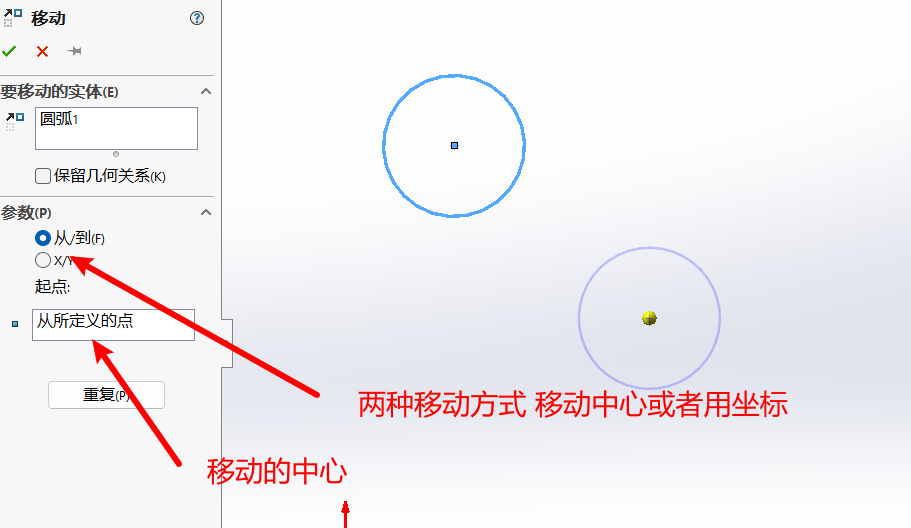 移动
要移动的实体(E)
圆弧1
保留几何关系(K)
参数(P)
从/到(F)
X/Y
起点:
从所定义的点
重复(P)
两种移动方式 移动中心或者用坐标
移动的中心